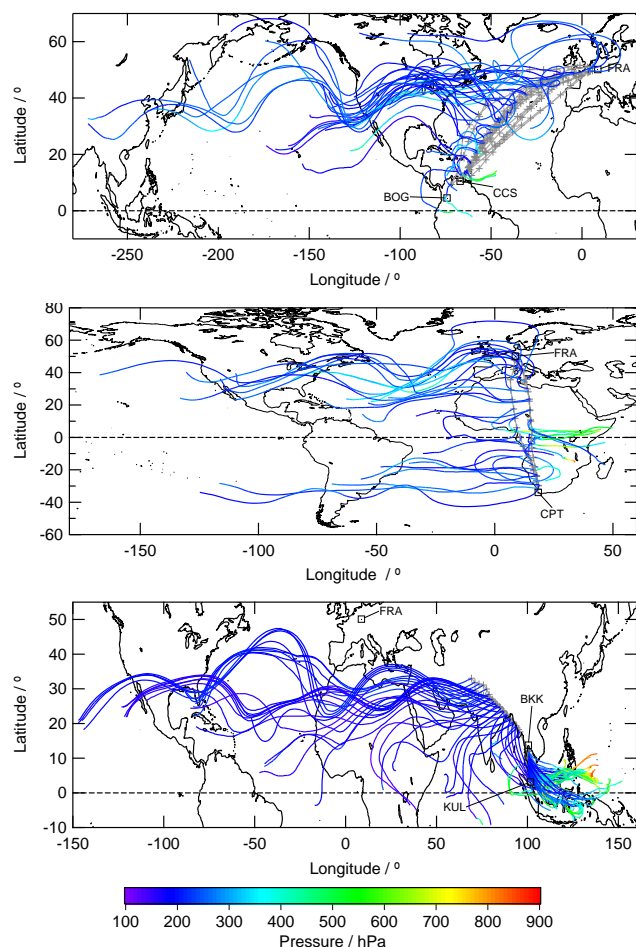 60
40
20
0
Latitude / º
FRA
BOG
CCS
-250 -200 -150 -100 -50 0
Longitude / º
80
60
40
20
0
-20
-40
-60
Latitude / º
FRA
CPT
-150 -100 -50 0 50
Longitude / º
50
40
30
20
10
0
-10
Latitude / º
FRA
BKK
KUL
-150 -100 -50 0 50 100 150
Longitude / º
100 200 300 400 500 600 700 800 900
Pressure / hPa